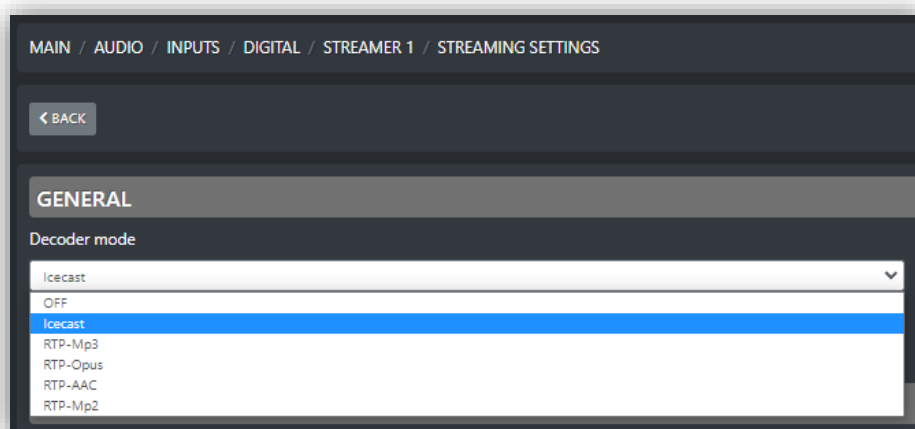 MAIN / AUDIO / INPUTS / DIGITAL / STREAMER 1 / STREAMING SETTINGS
BACK
GENERAL
Decoder mode
Icecast
OFF
Icecast
RTP-Mp3
RTP-Opus
RTP-AAC
RTP-Mp2